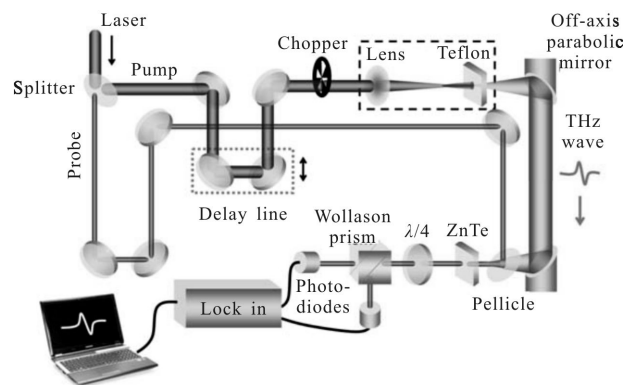 Laser
Off-axis
parabolic
mirror
Chopper
Lens
Teflon
Splitter
Pump
THz
wave
Probe
Delay line
Wollason
prism
λ/4
ZnTe
Photo-
diodes
Pellicle
Lock in